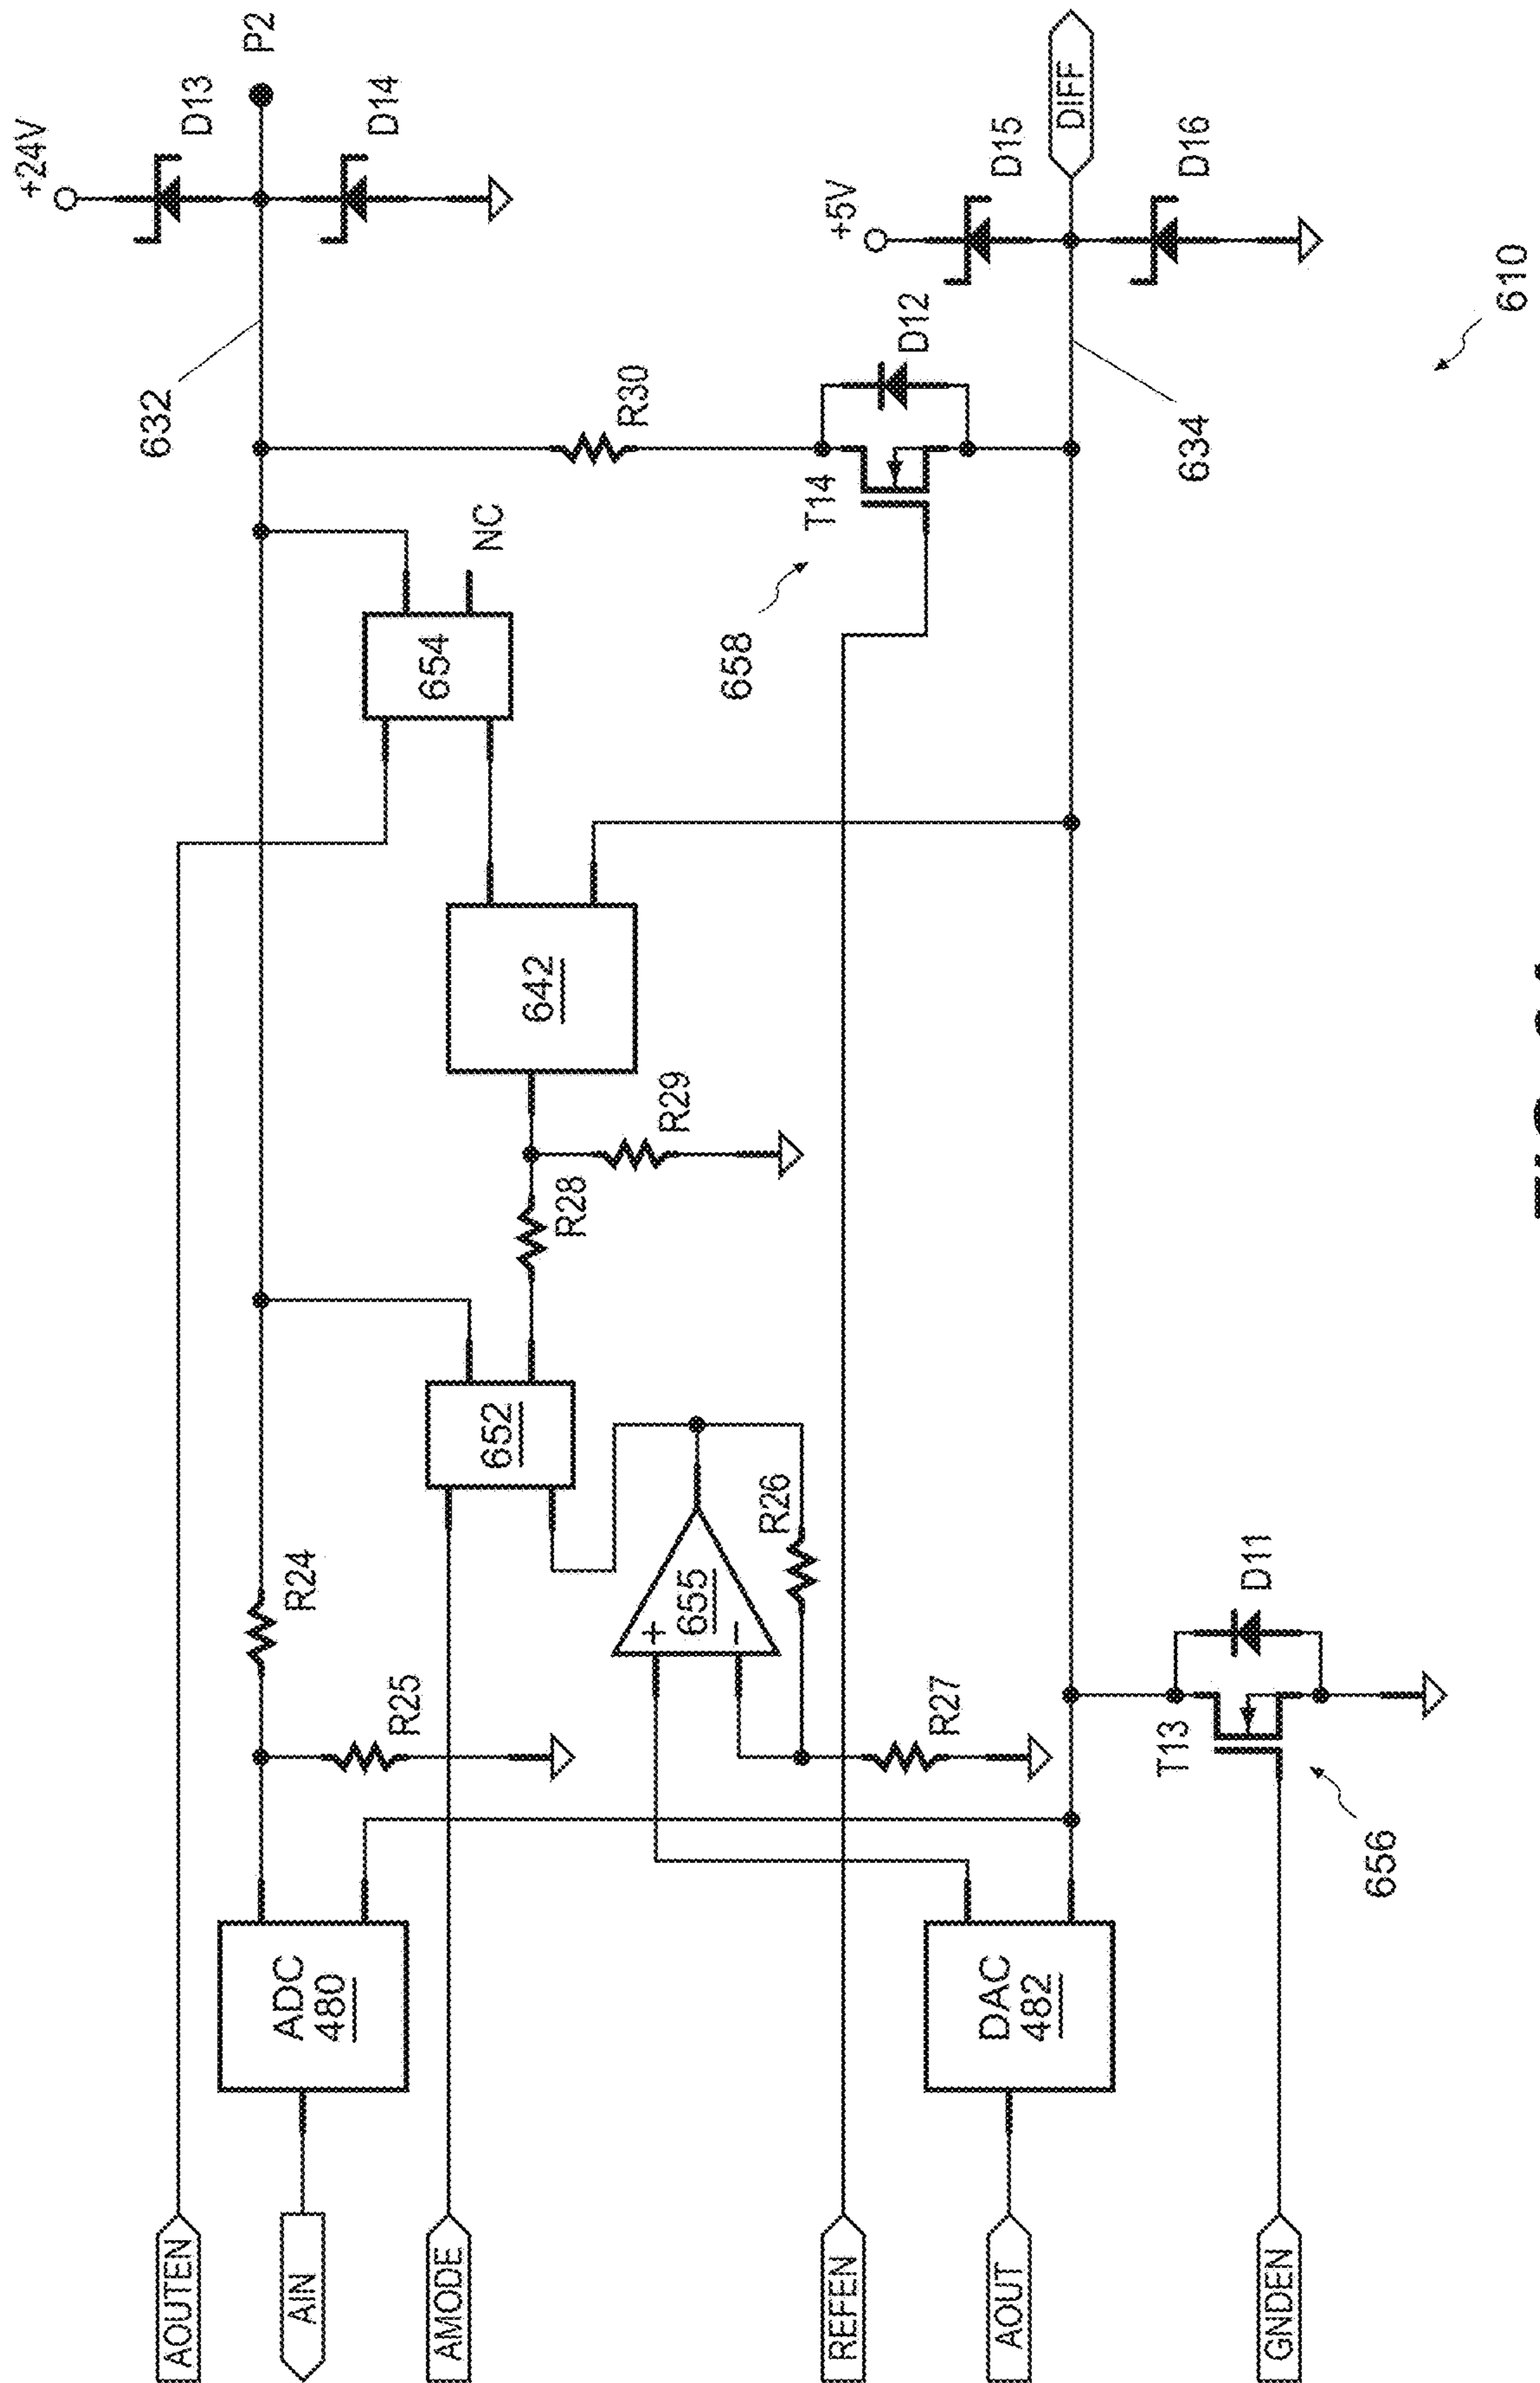 +24V
P2
D13
D14
632
AOUTEN
AIN
AMODE
ADC
480
R24
R25
652
655
+
−
R26
R27
R28
R29
642
654
NC
R30
T14
D12
658
REFEN
AOUT
DAC
482
GNDEN
T13
D11
656
634
+5V
D15
D16
DIFF
610